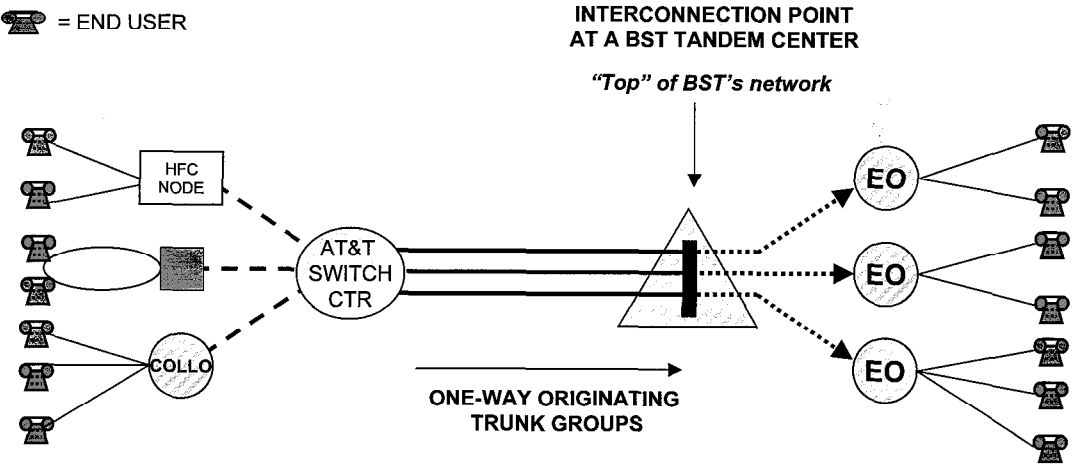 = END USER
INTERCONNECTION POINT
AT A BST TANDEM CENTER
“Top” of BST's network
HFC
NODE
AT&T
SWITCH
CTR
COLLO
EO
EO
EO
ONE-WAY ORIGINATING
TRUNK GROUPS